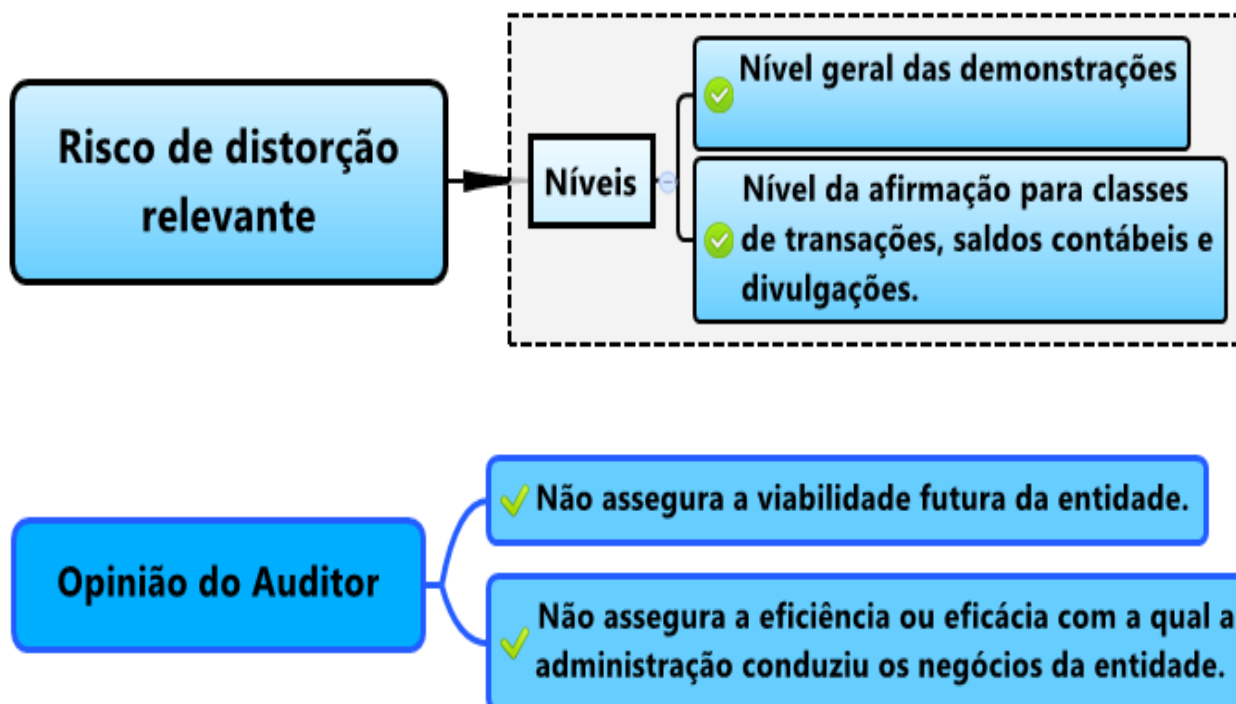 Risco de distorção
relevante
Níveis
Nível geral das demonstrações
Nível da afirmação para classes
de transações, saldos contábeis e
divulgações.
Opinião do Auditor
Não assegura a viabilidade futura da entidade.
Não assegura a eficiência ou eficácia com a qual a
administração conduziu os negócios da entidade.